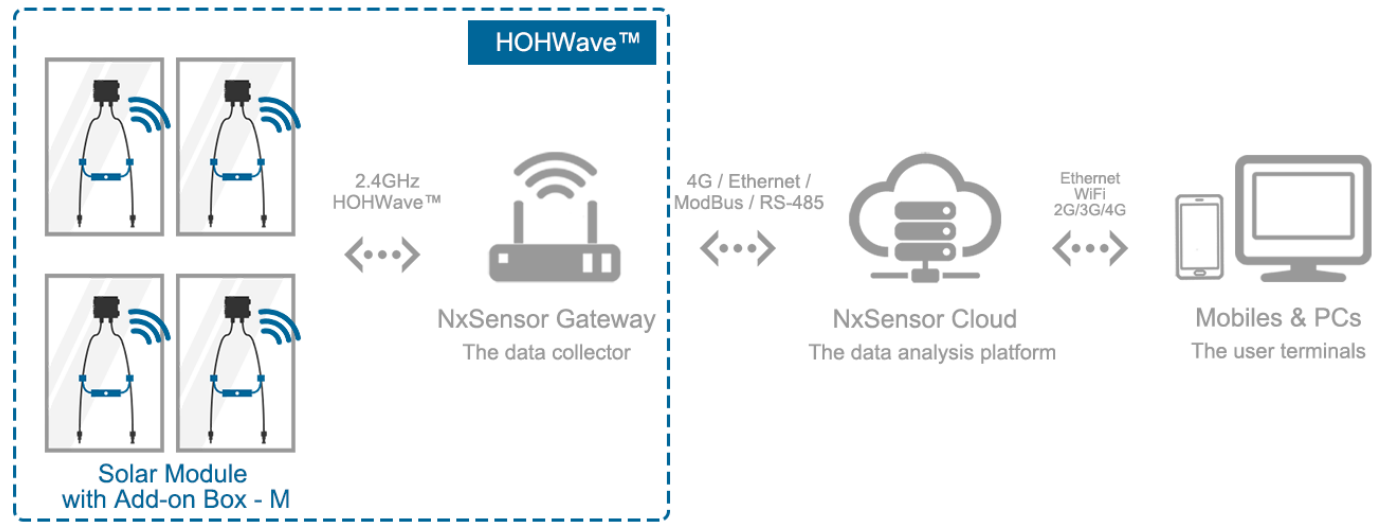 HOHWave™
2.4GHz
HOHWave™
4G / Ethernet /
ModBus / RS-485
Ethernet
WiFi
2G/3G/4G
NxSensor Gateway
The data collector
NxSensor Cloud
The data analysis platform
Mobiles & PCs
The user terminals
Solar Module
with Add-on Box - M